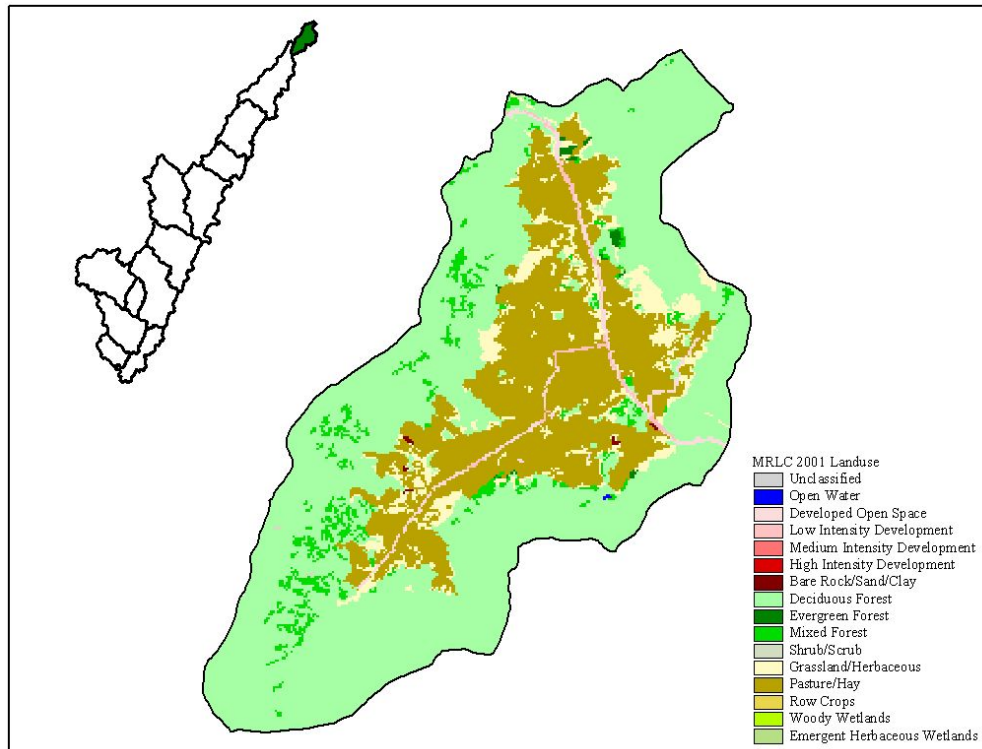 MRLC 2001 Landuse
Unclassified
Open Water
Developed Open Space
Low Intensity Development
Medium Intensity Development
High Intensity Development
Bare Rock/Sand/Clay
Deciduous Forest
Evergreen Forest
Mixed Forest
Shrub/Scrub
Grassland/Herbaceous
Pasture/Hay
Row Crops
Woody Wetlands
Emergent Herbaceous Wetlands